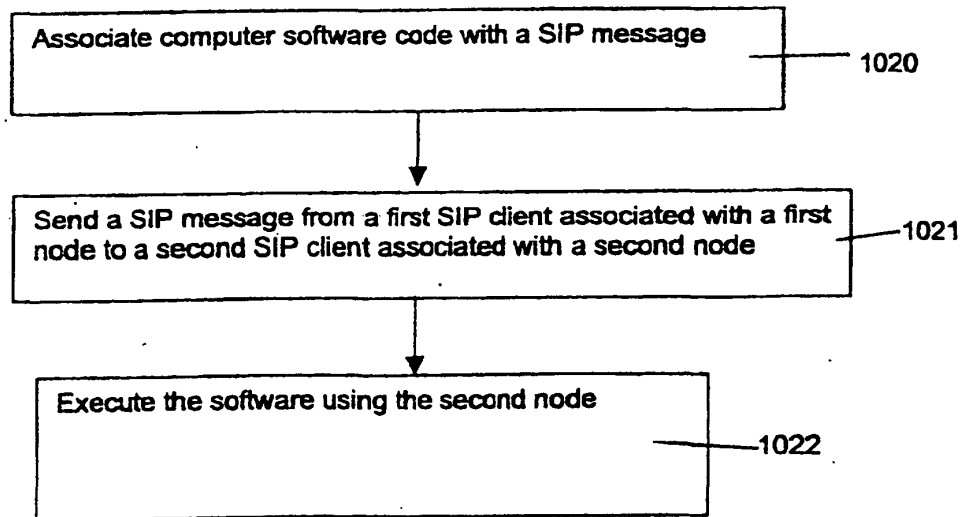 Associate computer software code with a SIP message
1020
Send a SIP message from a first SIP client associated with a first
node to a second SIP client associated with a second node
1021
Execute the software using the second node
1022